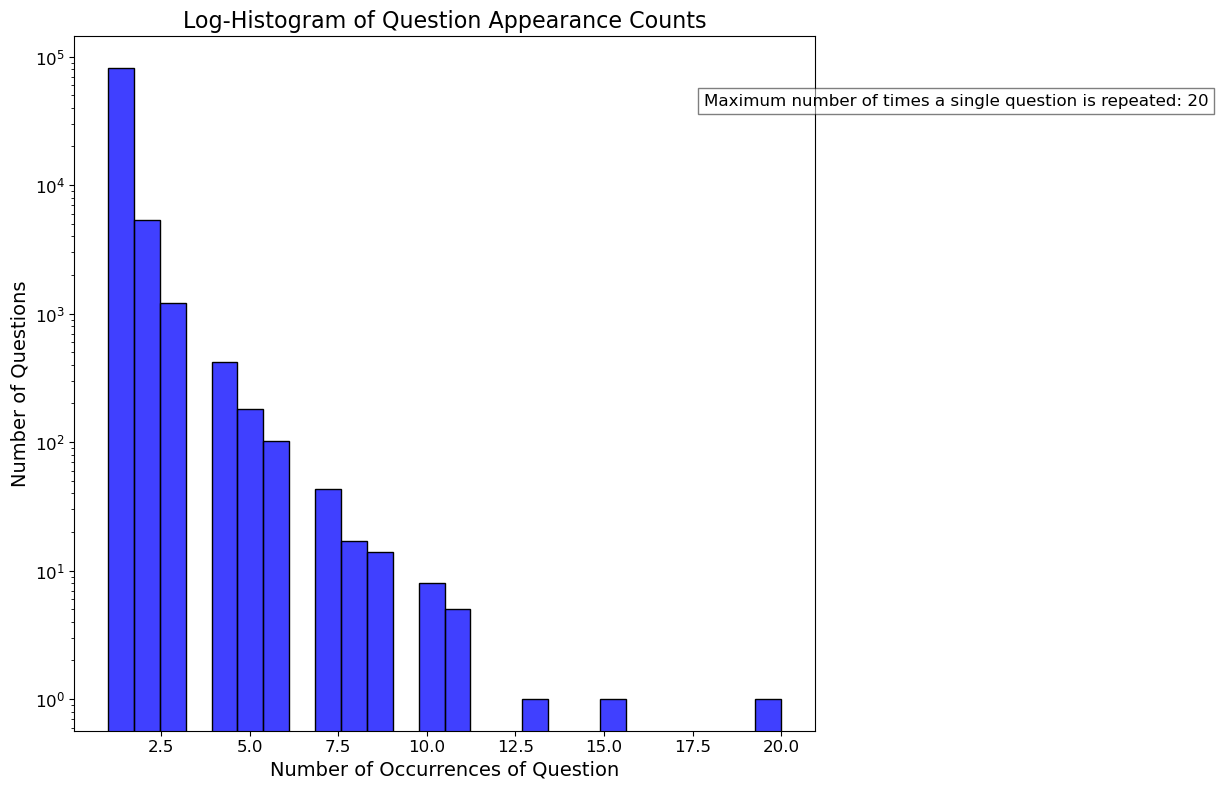 Log-Histogram of Question Appearance Counts
Maximum number of times a single question is repeated: 20
Number of Questions
10^5
10^4
10^3
10^2
10^1
10^0
2.5 5.0 7.5 10.0 12.5 15.0 17.5 20.0
Number of Occurrences of Question